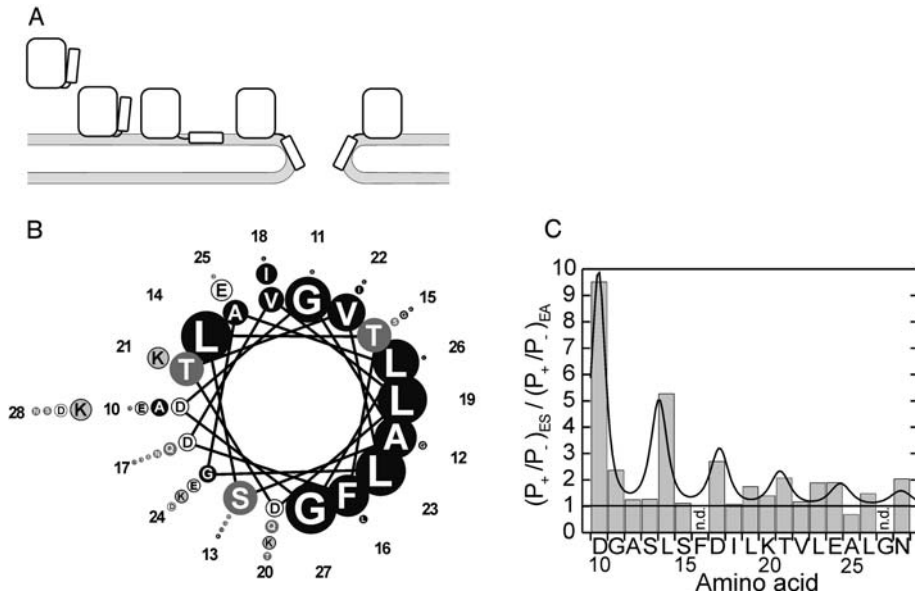 A
B
18 11
25 22
I
E V G I
14 A V 15
L T S G
21 K T L 26
28 D K 10 E A D L 19
A G 12
17 D
G L
24 K E 23
S F L
D G 16
13 K
20 27
C
(P+/P-)ES / (P+/P-)EA
10
9
8
7
6
5
4
3
2
1
0
n.d. n.d.
DGASLSFDILKTVLEALGN
10 15 20 25
Amino acid